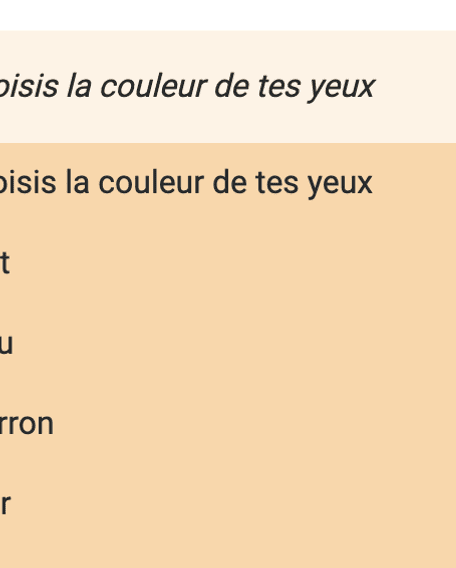 oisis la couleur de tes yeux
oisis la couleur de tes yeux
t
u
rron
r